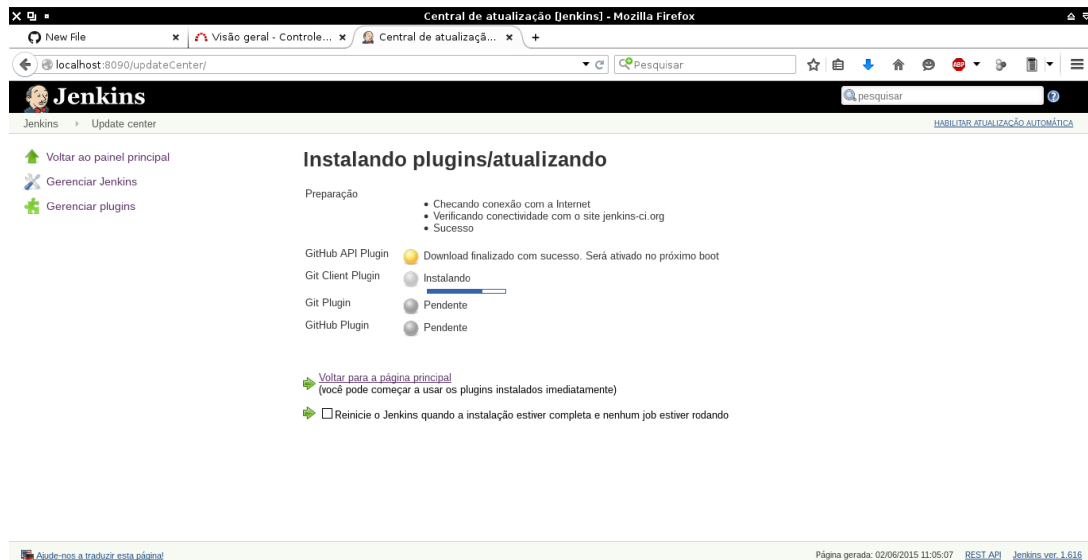 Central de atualização [Jenkins] - Mozilla Firefox
New File
Visão geral - Controle...
Central de atualizaçã...
localhost:8090/updateCenter/
Pesquisar
ABP
Jenkins
pesquisar
Jenkins
Update center
HABILITAR ATUALIZAÇÃO AUTOMÁTICA
Voltar ao painel principal
Gerenciar Jenkins
Gerenciar plugins
Instalando plugins/atualizando
Preparação
Checando conexão com a Internet
Verificando conectividade com o site jenkins-ci.org
Sucesso
GitHub API Plugin Download finalizado com sucesso. Será ativado no próximo boot
Git Client Plugin Instalando
Git Plugin Pendente
GitHub Plugin Pendente
Voltar para a página principal
(você pode começar a usar os plugins instalados imediatamente)
Reinicie o Jenkins quando a instalação estiver completa e nenhum job estiver rodando
Ajude-nos a traduzir esta página!
Página gerada: 02/06/2015 11:05:07 REST API Jenkins ver. 1.616